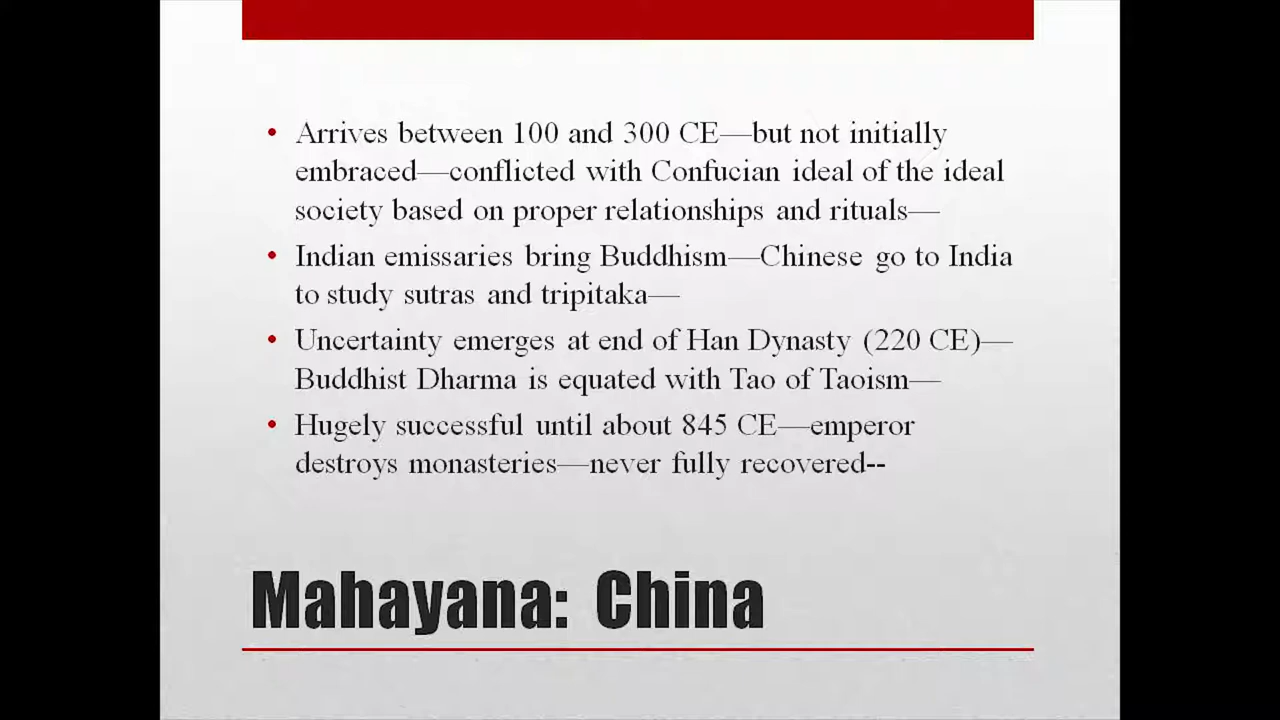 • Arrives between 100 and 300 CE—but not initially
embraced—conflicted with Confucian ideal of the ideal
society based on proper relationships and rituals—
• Indian emissaries bring Buddhism—Chinese go to India
to study sutras and tripitaka—
• Uncertainty emerges at end of Han Dynasty (220 CE)—
Buddhist Dharma is equated with Tao of Taoism—
• Hugely successful until about 845 CE—emperor
destroys monasteries—never fully recovered--
Mahayana: China